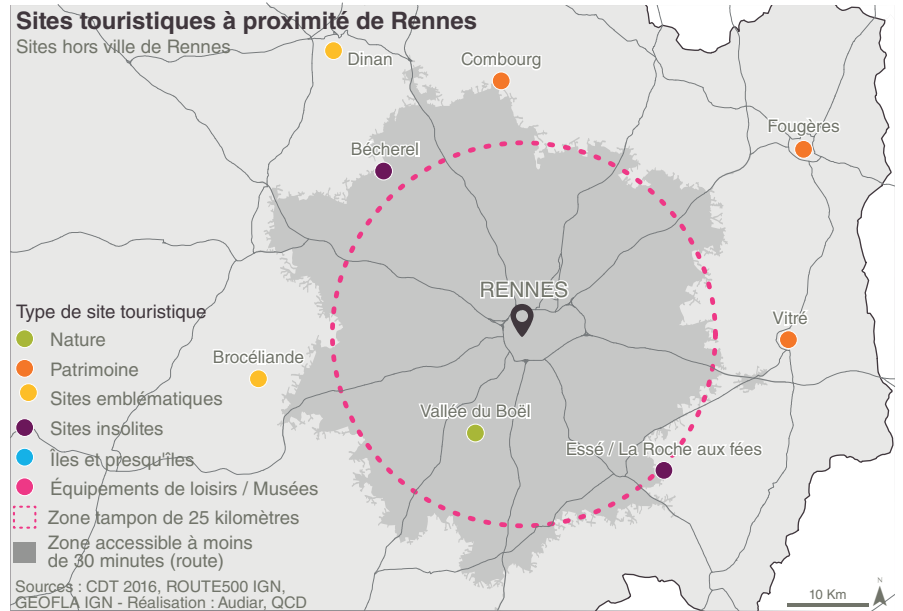 Sites touristiques à proximité de Rennes
Sites hors ville de Rennes
Dinan
Combourg
Fougères
Bécherel
RENNES
Vitré
Brocéliande
Vallée du Boël
Essé / La Roche aux fées
Type de site touristique
Nature
Patrimoine
Sites emblématiques
Sites insolites
Îles et presqu'îles
Équipements de loisirs / Musées
Zone tampon de 25 kilomètres
Zone accessible à moins
de 30 minutes (route)
Sources : CDT 2016, ROUTE500 IGN,
GEOFLA IGN - Réalisation : Audiar, QCD
10 Km
N